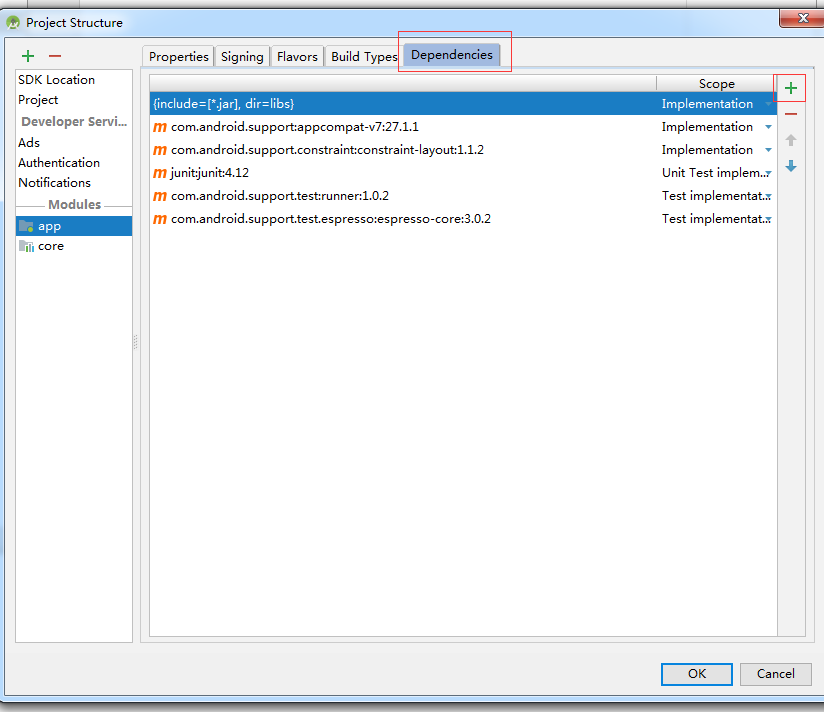 Project Structure
Properties Signing Flavors Build Types Dependencies
SDK Location
Project
Developer Servi...
Ads
Authentication
Notifications
Modules
app
core
Scope
{include=[*.jar], dir=libs} Implementation
m com.android.support:appcompat-v7:27.1.1 Implementation
m com.android.support.constraint:constraint-layout:1.1.2 Implementation
m junit:junit:4.12 Unit Test implem...
m com.android.support.test:runner:1.0.2 Test implementat...
m com.android.support.test.espresso:espresso-core:3.0.2 Test implementat...
OK Cancel